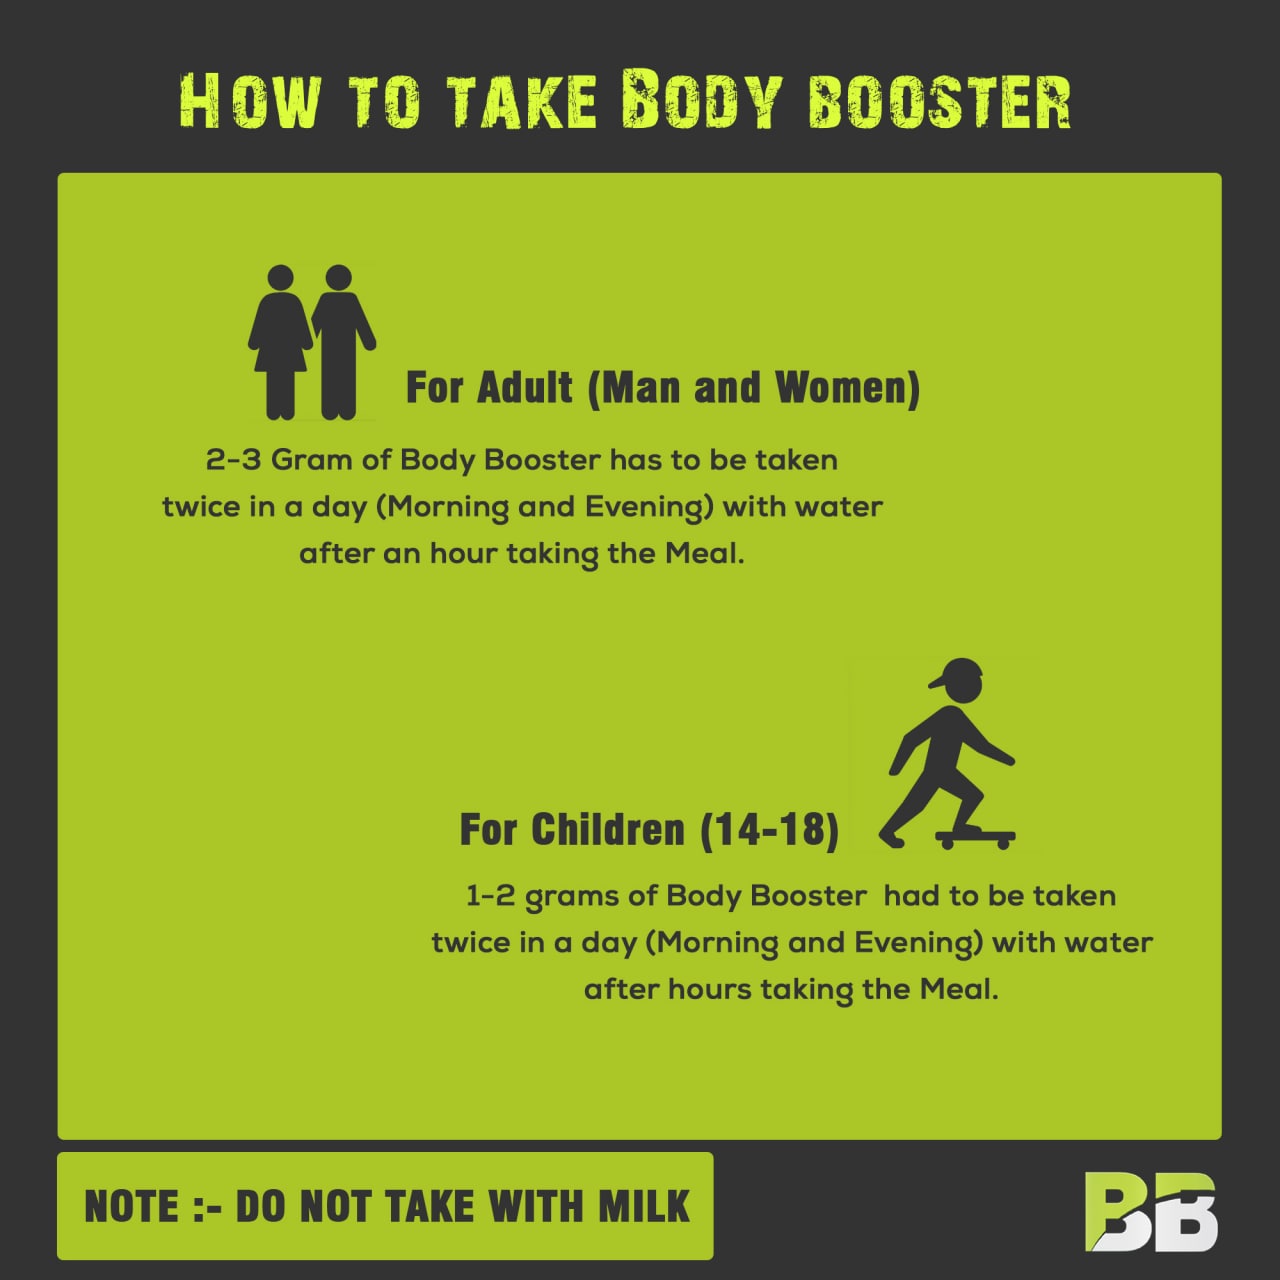 How to take Body booster
For Adult (Man and Women)
2-3 Gram of Body Booster has to be taken
twice in a day (Morning and Evening) with water
after an hour taking the Meal.
For Children (14-18)
1-2 grams of Body Booster had to be taken
twice in a day (Morning and Evening) with water
after hours taking the Meal.
NOTE :- DO NOT TAKE WITH MILK
BB